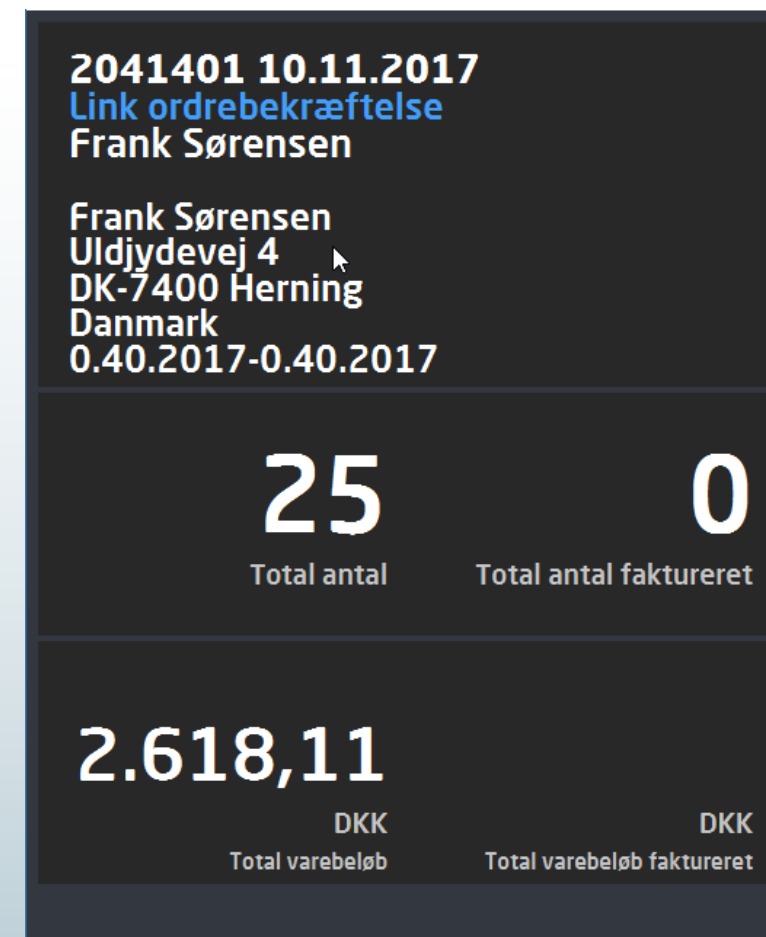 2041401 10.11.2017
Link ordrebekræftelse
Frank Sørensen
Frank Sørensen
Uldjydevej 4
DK-7400 Herning
Danmark
0.40.2017-0.40.2017
25 0
Total antal Total antal faktureret
2.618,11
DKK DKK
Total varebeløb Total varebeløb faktureret